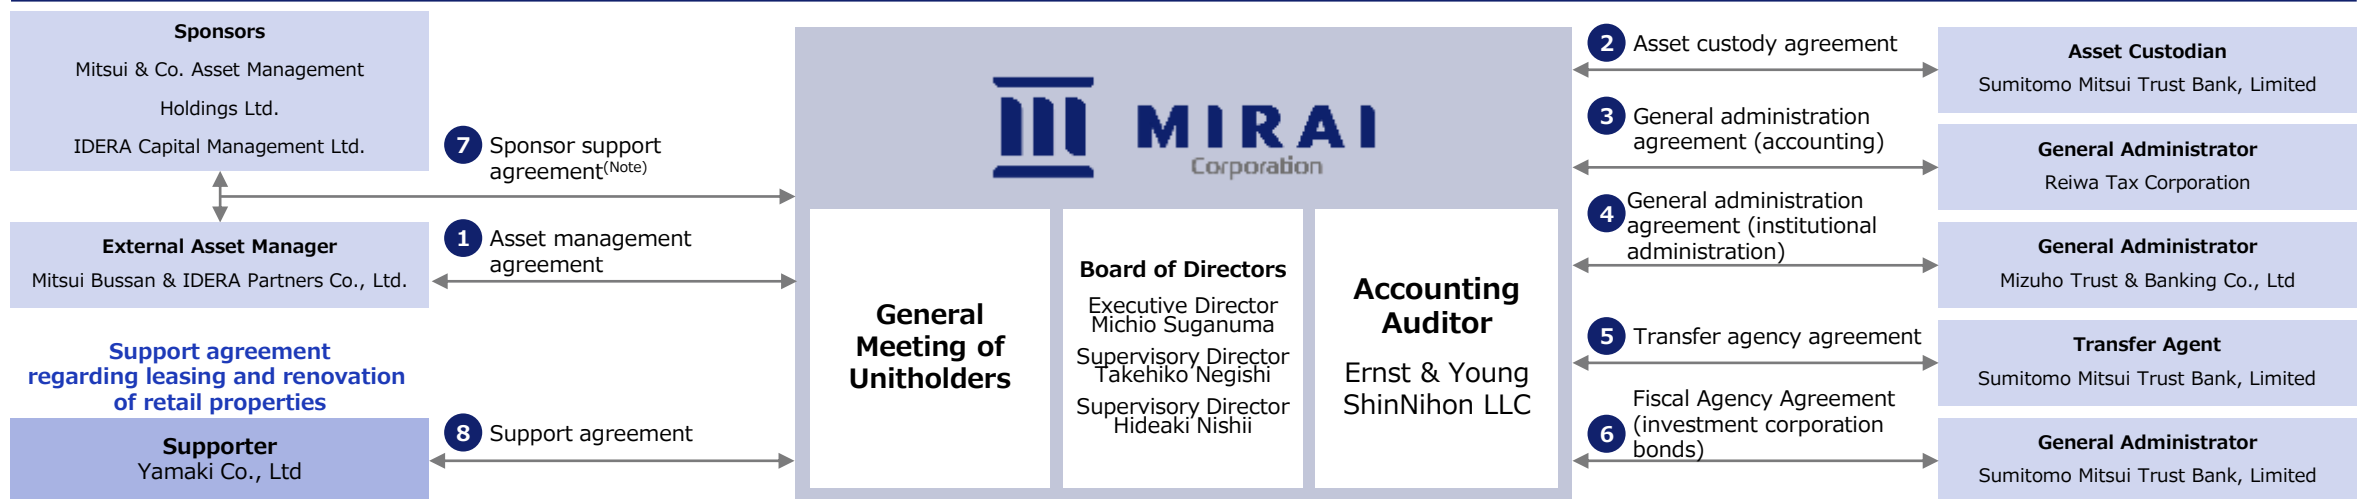 Sponsors
Mitsui & Co. Asset Management
Holdings Ltd.
IDERA Capital Management Ltd.
7 Sponsor support
agreement(Note)
External Asset Manager
Mitsui Bussan & IDERA Partners Co., Ltd.
1 Asset management
agreement
Support agreement
regarding leasing and renovation
of retail properties
Supporter
Yamaki Co., Ltd
8 Support agreement
MIRAI
Corporation
General
Meeting of
Unitholders
Board of Directors
Executive Director
Michio Suganuma
Supervisory Director
Takehiko Negishi
Supervisory Director
Hideaki Nishii
Accounting
Auditor
Ernst & Young
ShinNihon LLC
2 Asset custody agreement
3 General administration
agreement (accounting)
4 General administration
agreement (institutional
administration)
5 Transfer agency agreement
Fiscal Agency Agreement
6 (investment corporation
bonds)
Asset Custodian
Sumitomo Mitsui Trust Bank, Limited
General Administrator
Reiwa Tax Corporation
General Administrator
Mizuho Trust & Banking Co., Ltd
Transfer Agent
Sumitomo Mitsui Trust Bank, Limited
General Administrator
Sumitomo Mitsui Trust Bank, Limited